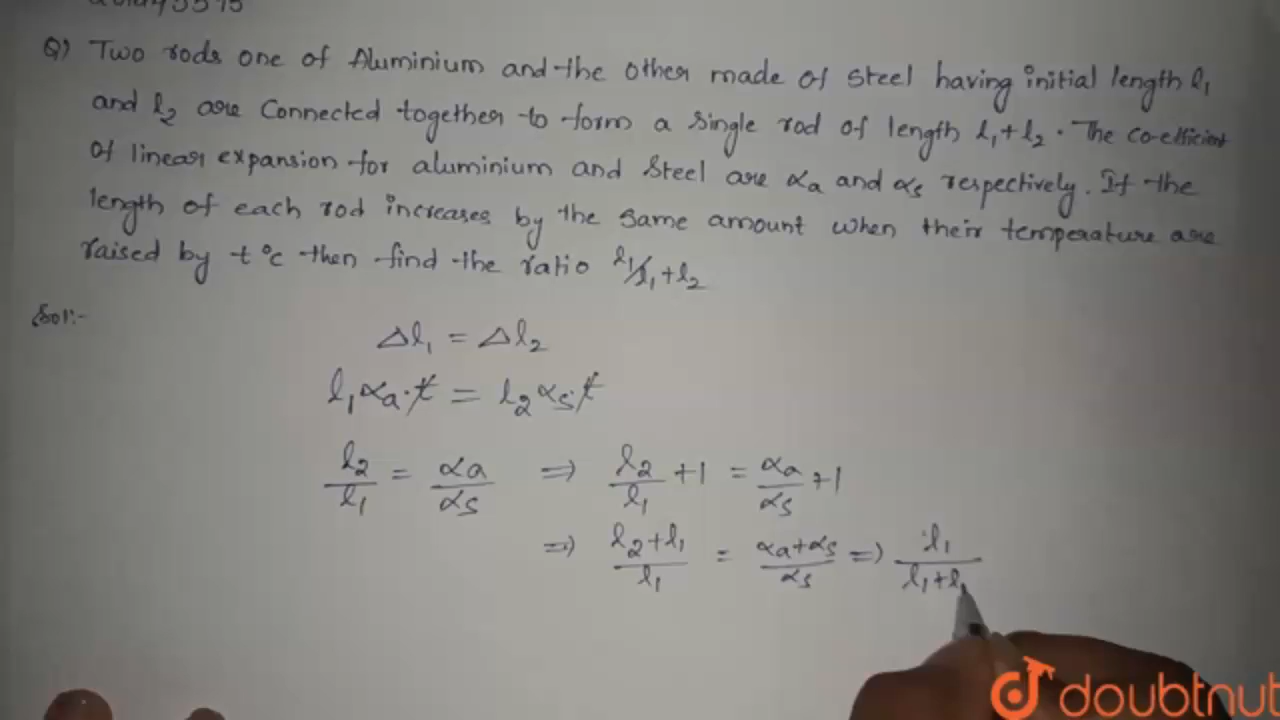 Q) Two rods one of Aluminium and the other made of steel having initial length l₁
and l₂ are connected together to form a single rod of length l₁+l₂. The co-efficient
of linear expansion for aluminium and steel are αa and αs respectively. If the
length of each rod increases by the same amount when their temperature are
raised by t°c then find the ratio l₁/l₁+l₂
Sol:-
Δl₁ = Δl₂
l₁αa·t = l₂αs·t
l₂/l₁ = αa/αs ⇒ l₂/l₁ + 1 = αa/αs + 1
⇒ l₂+l₁/l₁ = αa+αs/αs ⇒ l₁/l₁+l
doubtnut